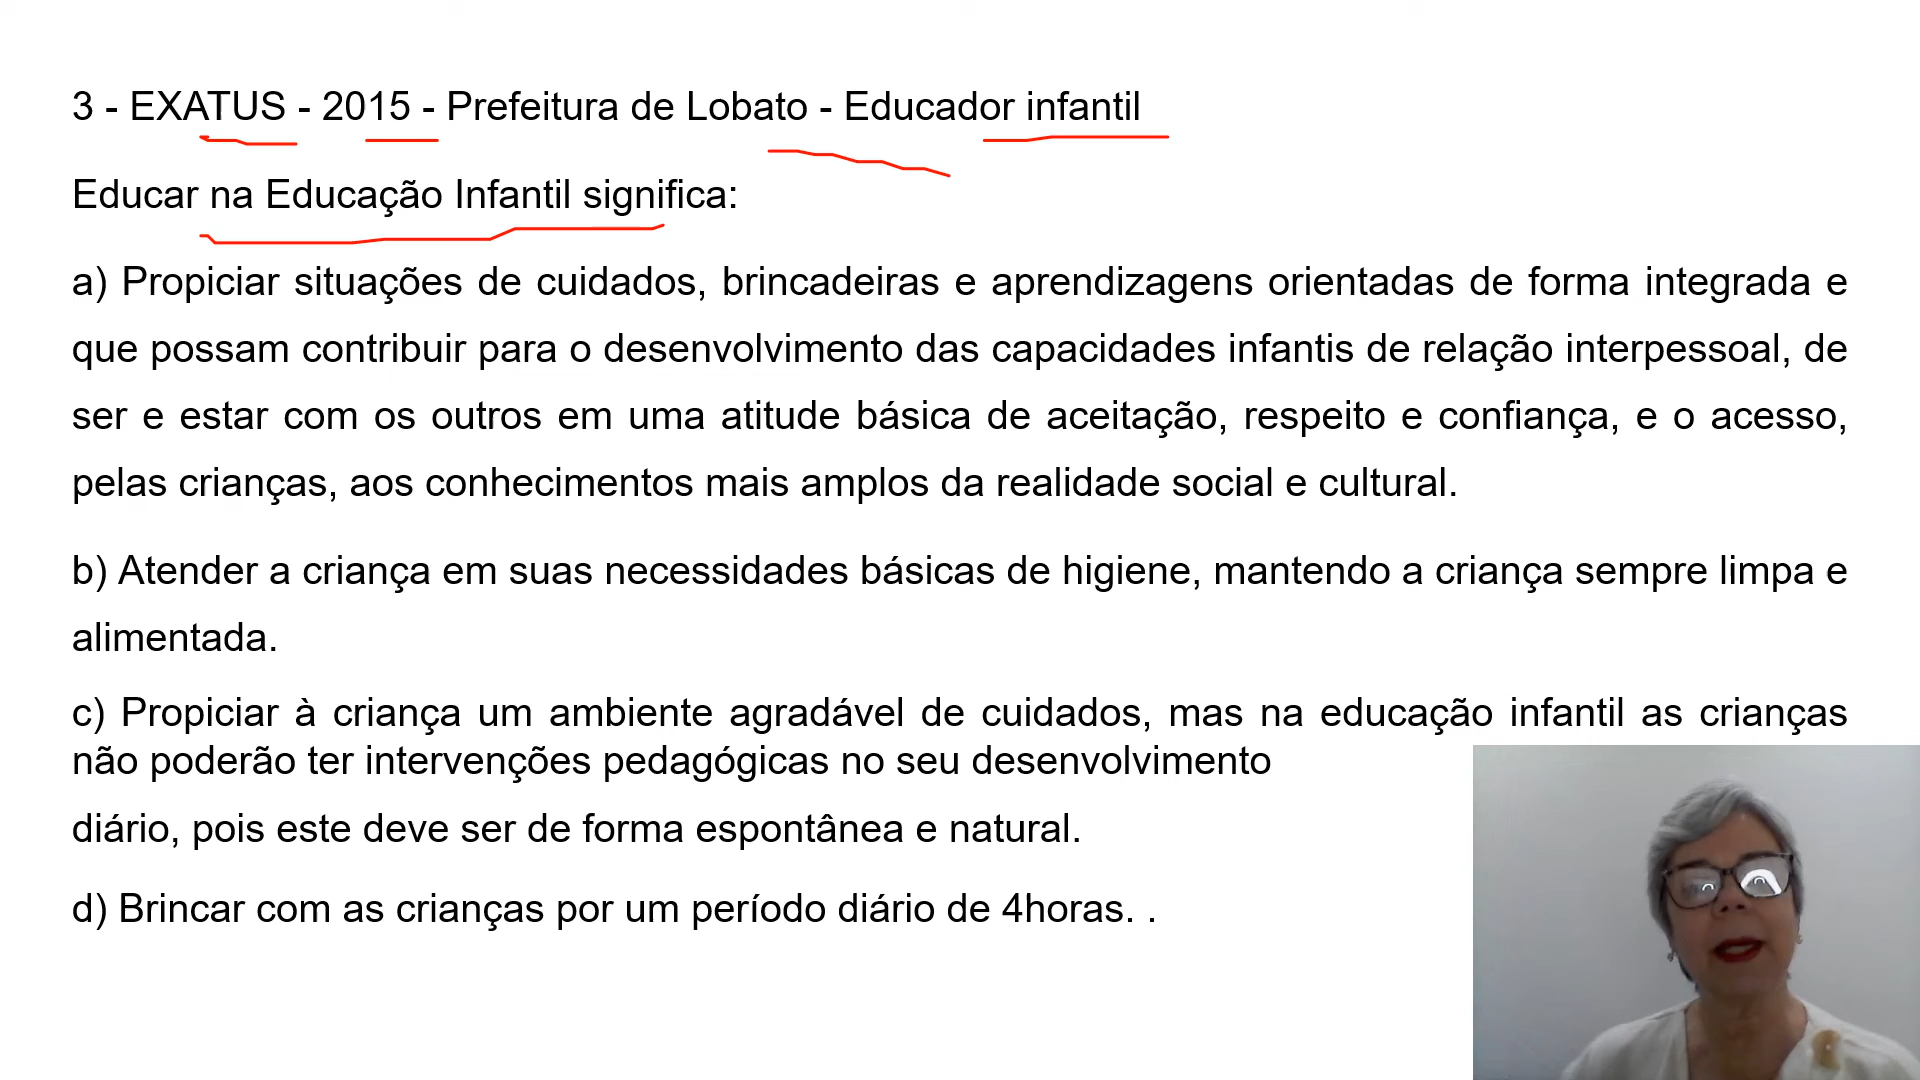 3 - EXATUS - 2015 - Prefeitura de Lobato - Educador infantil
Educar na Educação Infantil significa:
a) Propiciar situações de cuidados, brincadeiras e aprendizagens orientadas de forma integrada e
que possam contribuir para o desenvolvimento das capacidades infantis de relação interpessoal, de
ser e estar com os outros em uma atitude básica de aceitação, respeito e confiança, e o acesso,
pelas crianças, aos conhecimentos mais amplos da realidade social e cultural.
b) Atender a criança em suas necessidades básicas de higiene, mantendo a criança sempre limpa e
alimentada.
c) Propiciar à criança um ambiente agradável de cuidados, mas na educação infantil as crianças
não poderão ter intervenções pedagógicas no seu desenvolvimento
diário, pois este deve ser de forma espontânea e natural.
d) Brincar com as crianças por um período diário de 4horas. .